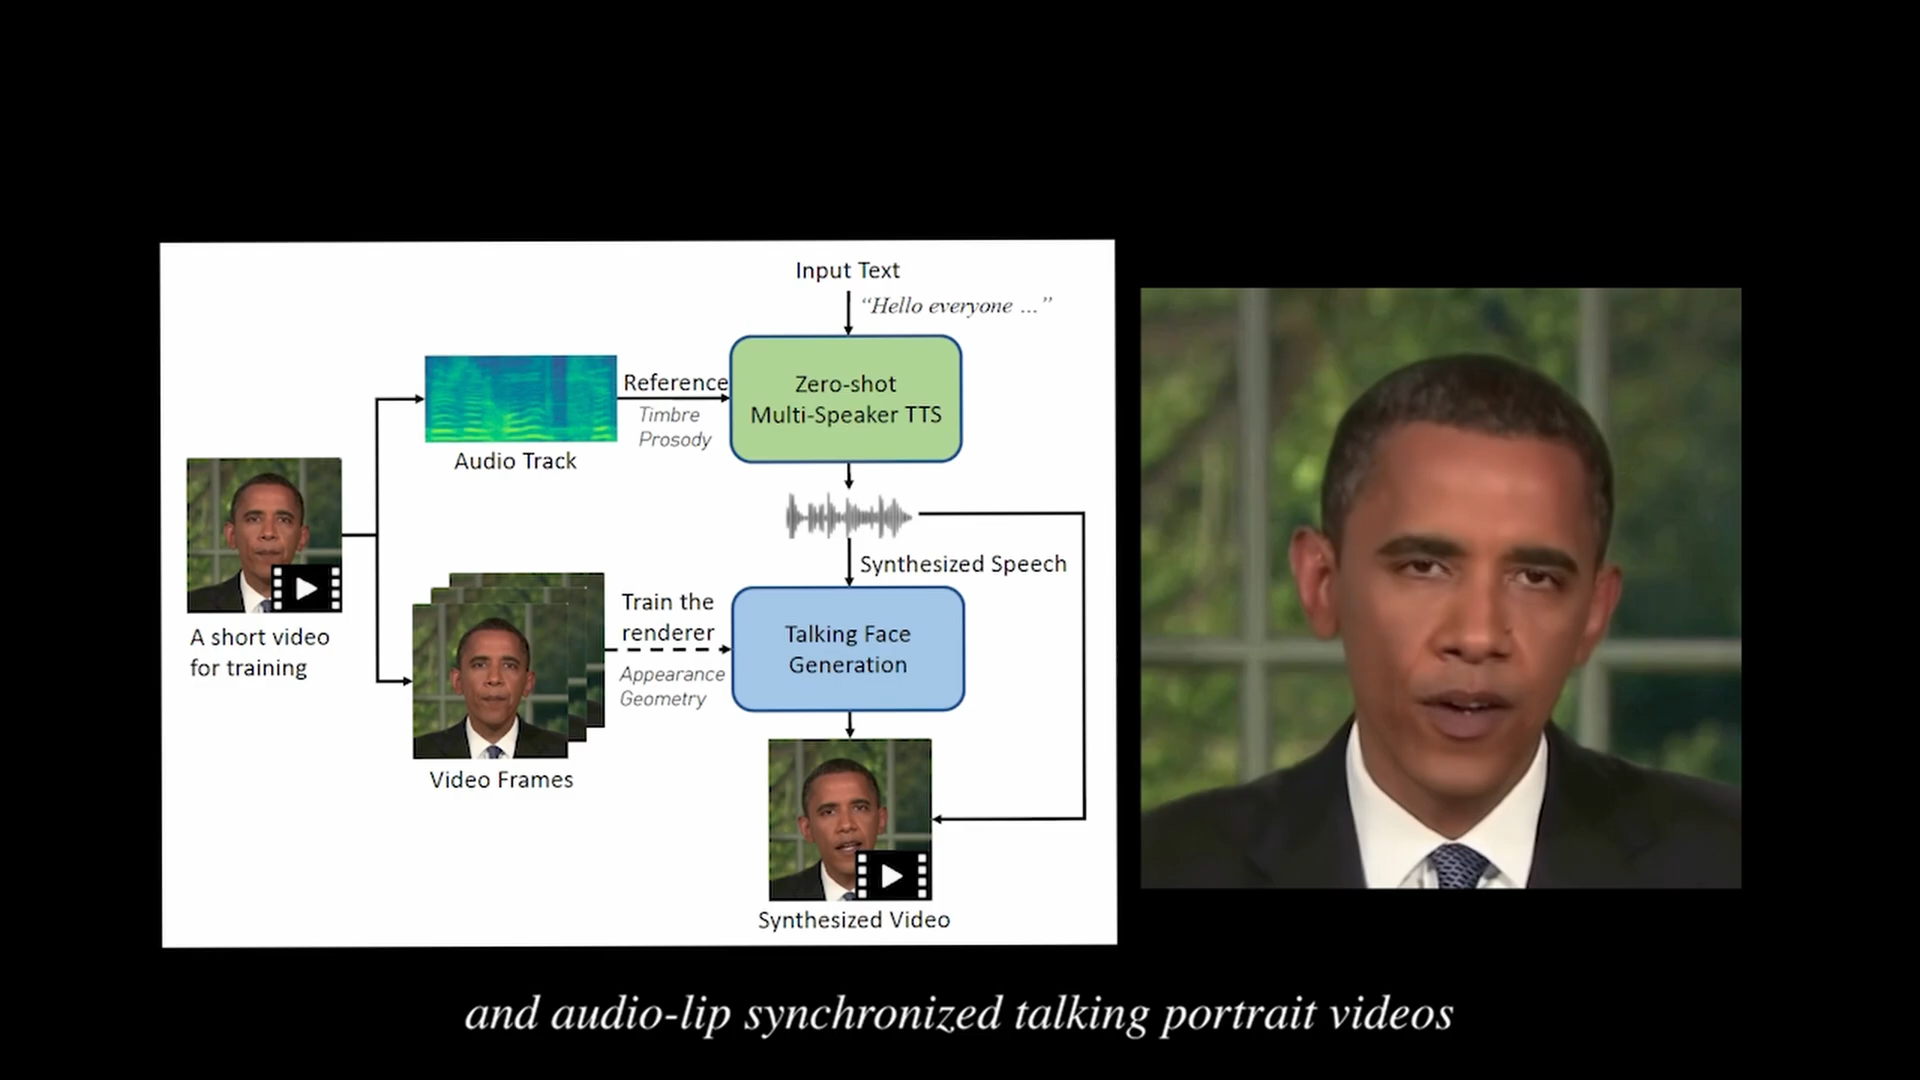 Input Text
“Hello everyone ...”
Reference
Timbre
Prosody
Zero-shot
Multi-Speaker TTS
Audio Track
Synthesized Speech
A short video
for training
Train the
renderer
Appearance
Geometry
Talking Face
Generation
Video Frames
Synthesized Video
and audio-lip synchronized talking portrait videos